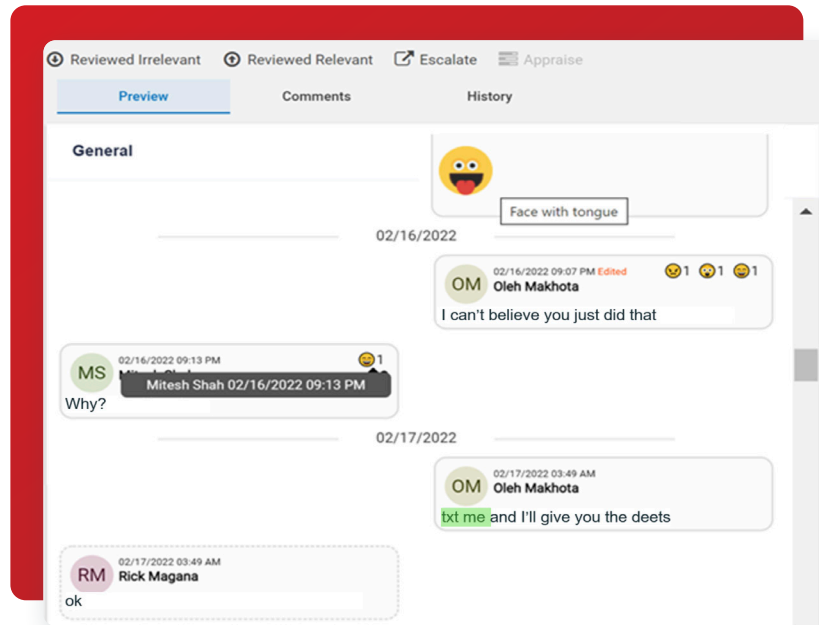 Reviewed Irrelevant Reviewed Relevant Escalate Appraise
Preview Comments History
General
Face with tongue
02/16/2022
OM 02/16/2022 09:07 PM Edited 1 1 1
Oleh Makhota
I can't believe you just did that
MS 02/16/2022 09:13 PM 1
Mitesh Shah 02/16/2022 09:13 PM
Why?
02/17/2022
OM 02/17/2022 03:49 AM
Oleh Makhota
txt me and I'll give you the deets
RM 02/17/2022 03:49 AM
Rick Magana
ok